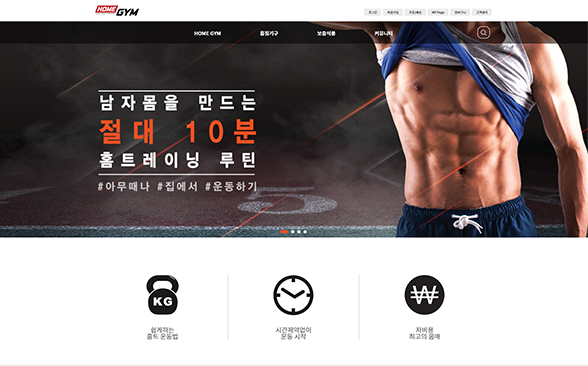 HOME
GYM
로그인 회원가입 주문/배송 MY Page 장바구니 고객센터
HOME GYM 홈짐기구 보충식품 커뮤니티
남자몸을 만드는
절대 10분
홈트레이닝 루틴
#아무때나 #집에서 #운동하기
KG
쉽게하는
홈트 운동법
시간제약없이
운동 시작
₩
저비용
최고의 몸매